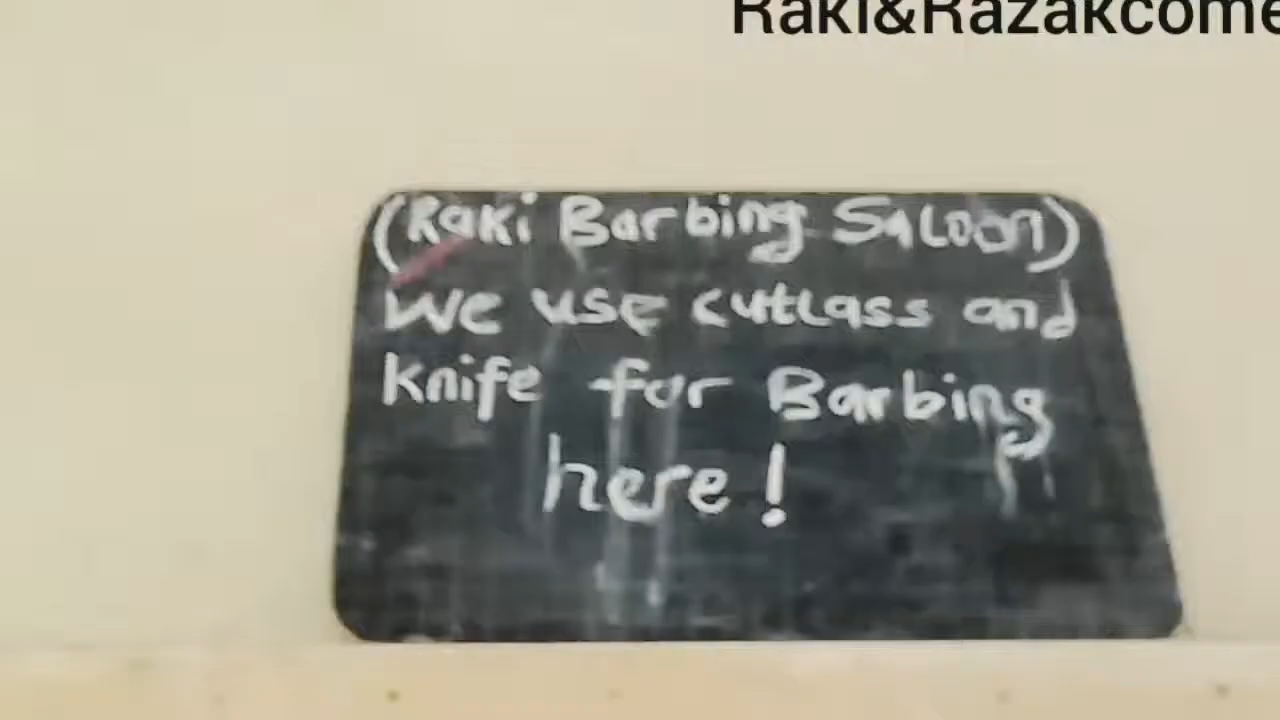 Raki&Razakcome
(Raki Barbing Saloon)
We use cutlass and
knife for Barbing
here!